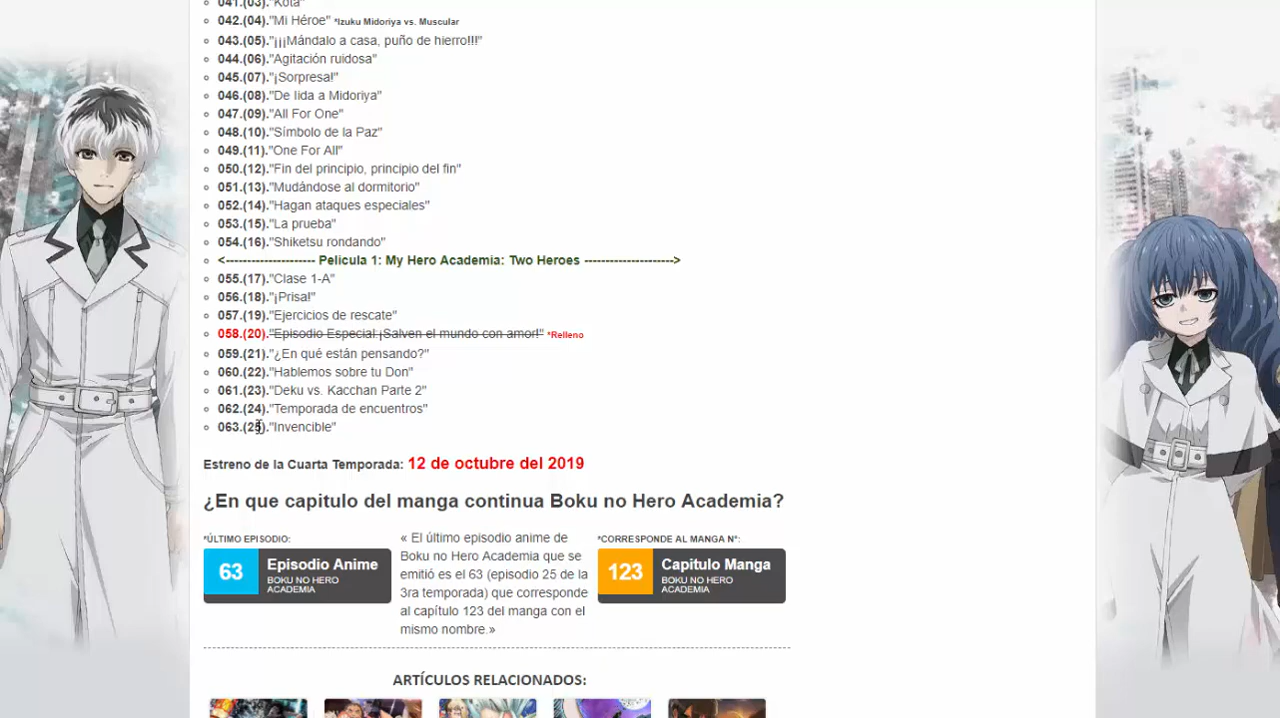 041.(03)."Kota"
042.(04)."Mi Héroe" *Izuku Midoriya vs. Muscular
043.(05)."¡¡¡Mándalo a casa, puño de hierro!!!"
044.(06)."Agitación ruidosa"
045.(07)."¡Sorpresa!"
046.(08)."De Iida a Midoriya"
047.(09)."All For One"
048.(10)."Símbolo de la Paz"
049.(11)."One For All"
050.(12)."Fin del principio, principio del fin"
051.(13)."Mudándose al dormitorio"
052.(14)."Hagan ataques especiales"
053.(15)."La prueba"
054.(16)."Shiketsu rondando"
<--------------------- Película 1: My Hero Academia: Two Heroes --------------------->
055.(17)."Clase 1-A"
056.(18)."¡Prisa!"
057.(19)."Ejercicios de rescate"
058.(20)."Episodio Especial:¡Salven el mundo con amor!" *Relleno
059.(21)."¿En qué están pensando?"
060.(22)."Hablemos sobre tu Don"
061.(23)."Deku vs. Kacchan Parte 2"
062.(24)."Temporada de encuentros"
063.(25)."Invencible"
Estreno de la Cuarta Temporada: 12 de octubre del 2019
¿En que capitulo del manga continua Boku no Hero Academia?
*ÚLTIMO EPISODIO:
63 Episodio Anime
BOKU NO HERO
ACADEMIA
« El último episodio anime de
Boku no Hero Academia que se
emitió es el 63 (episodio 25 de la
3ra temporada) que corresponde
al capítulo 123 del manga con el
mismo nombre.»
*CORRESPONDE AL MANGA N°:
123 Capitulo Manga
BOKU NO HERO
ACADEMIA
ARTÍCULOS RELACIONADOS: